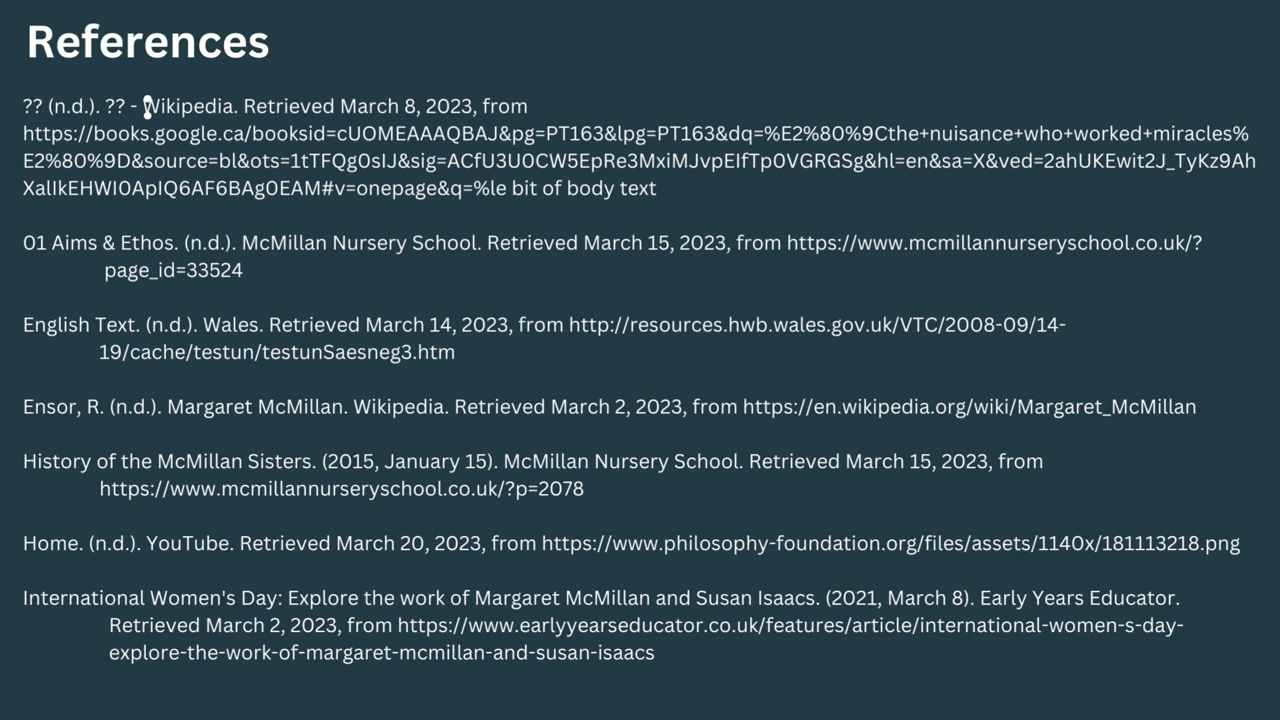 References
?? (n.d.). ?? - Wikipedia. Retrieved March 8, 2023, from
https://books.google.ca/booksid=cUOMEAAAQBAJ&pg=PT163&lpg=PT163&dq=%E2%80%9Cthe+nuisance+who+worked+miracles%
E2%80%9D&source=bl&ots=1tTFQg0sIJ&sig=ACfU3U0CW5EpRe3MxiMJvpEIfTp0VGRGSg&hl=en&sa=X&ved=2ahUKEwit2J_TyKz9Ah
XalIkEHWI0ApIQ6AF6BAg0EAM#v=onepage&q=%le bit of body text
01 Aims & Ethos. (n.d.). McMillan Nursery School. Retrieved March 15, 2023, from https://www.mcmillannurseryschool.co.uk/?
page_id=33524
English Text. (n.d.). Wales. Retrieved March 14, 2023, from http://resources.hwb.wales.gov.uk/VTC/2008-09/14-
19/cache/testun/testunSaesneg3.htm
Ensor, R. (n.d.). Margaret McMillan. Wikipedia. Retrieved March 2, 2023, from https://en.wikipedia.org/wiki/Margaret_McMillan
History of the McMillan Sisters. (2015, January 15). McMillan Nursery School. Retrieved March 15, 2023, from
https://www.mcmillannurseryschool.co.uk/?p=2078
Home. (n.d.). YouTube. Retrieved March 20, 2023, from https://www.philosophy-foundation.org/files/assets/1140x/181113218.png
International Women's Day: Explore the work of Margaret McMillan and Susan Isaacs. (2021, March 8). Early Years Educator.
Retrieved March 2, 2023, from https://www.earlyyearseducator.co.uk/features/article/international-women-s-day-
explore-the-work-of-margaret-mcmillan-and-susan-isaacs